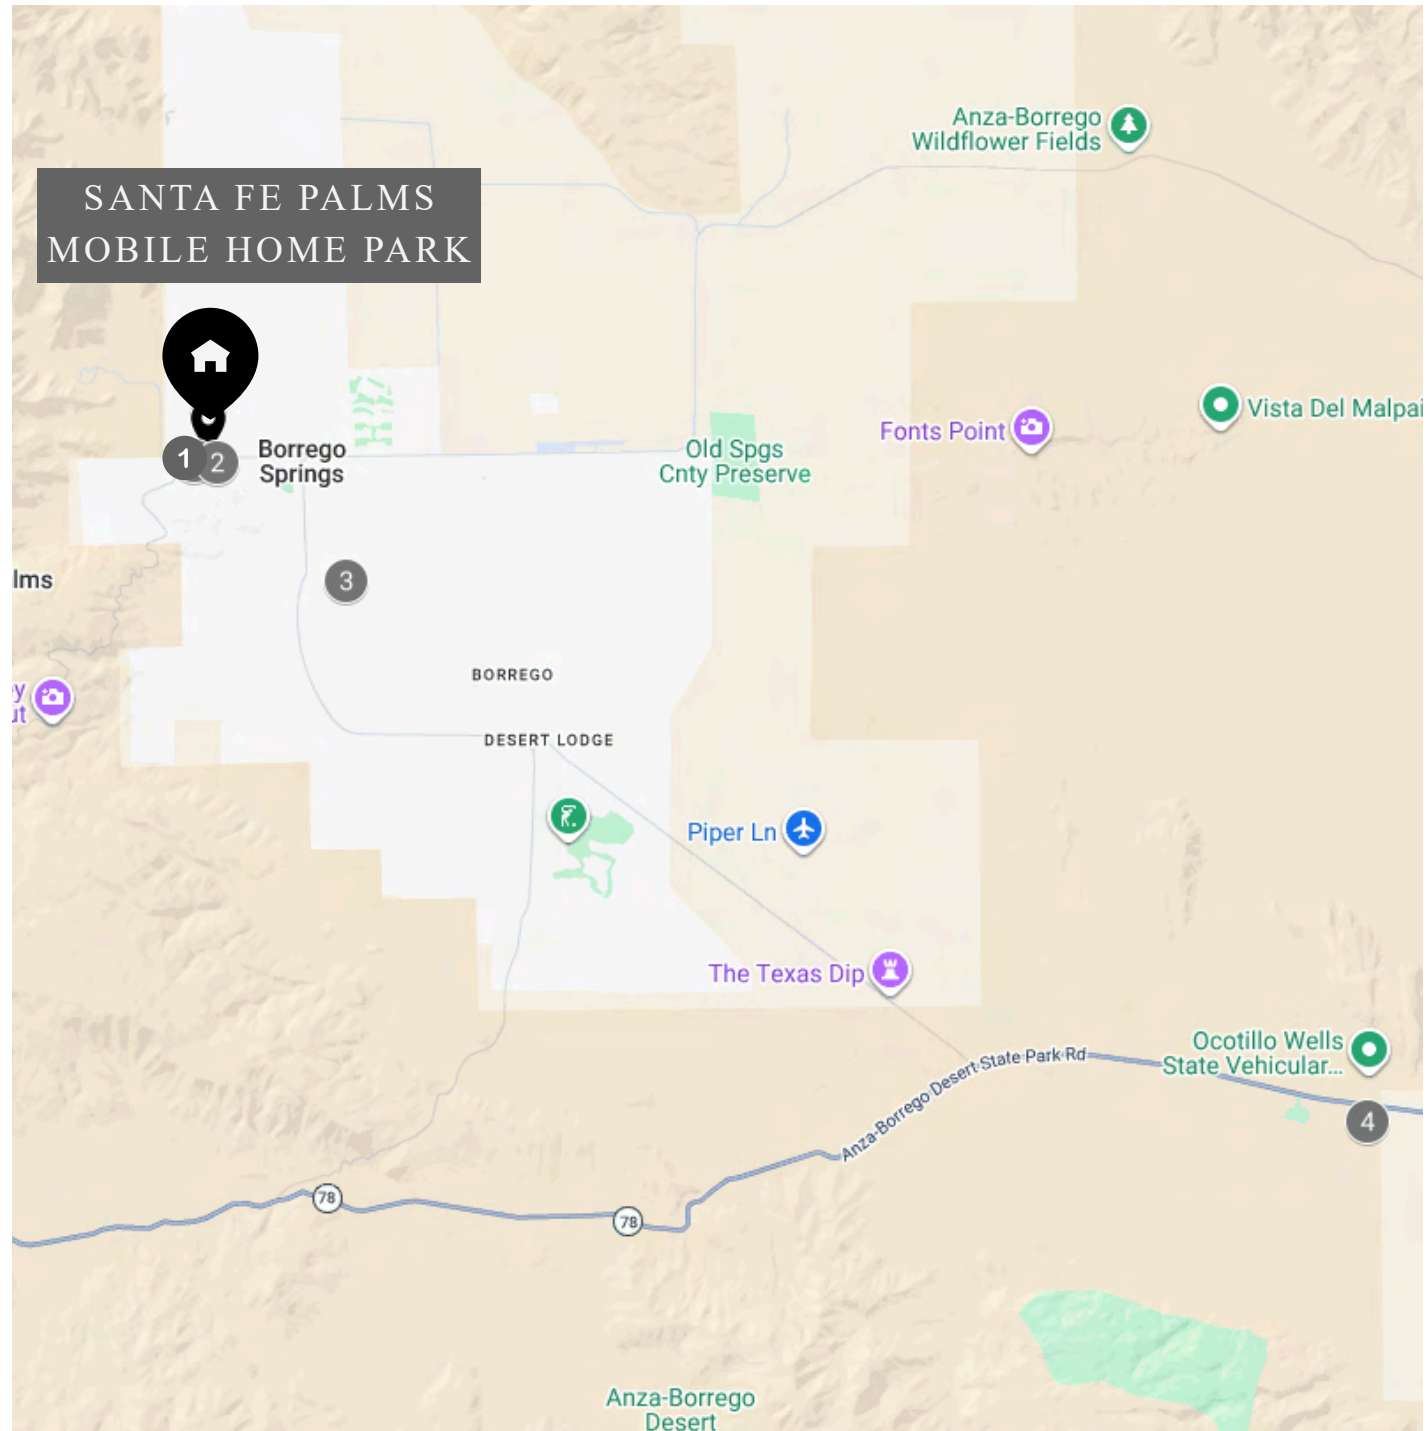 Anza-Borrego
Wildflower Fields
SANTA FE PALMS
MOBILE HOME PARK
Vista Del Malpai
Fonts Point
1
2
Borrego
Springs
Old Spgs
Cnty Preserve
lms
3
BORREGO
y
ut
DESERT LODGE
Piper Ln
The Texas Dip
Ocotillo Wells
State Vehicular...
Anza-Borrego Desert State Park Rd
4
78
78
Anza-Borrego
Desert